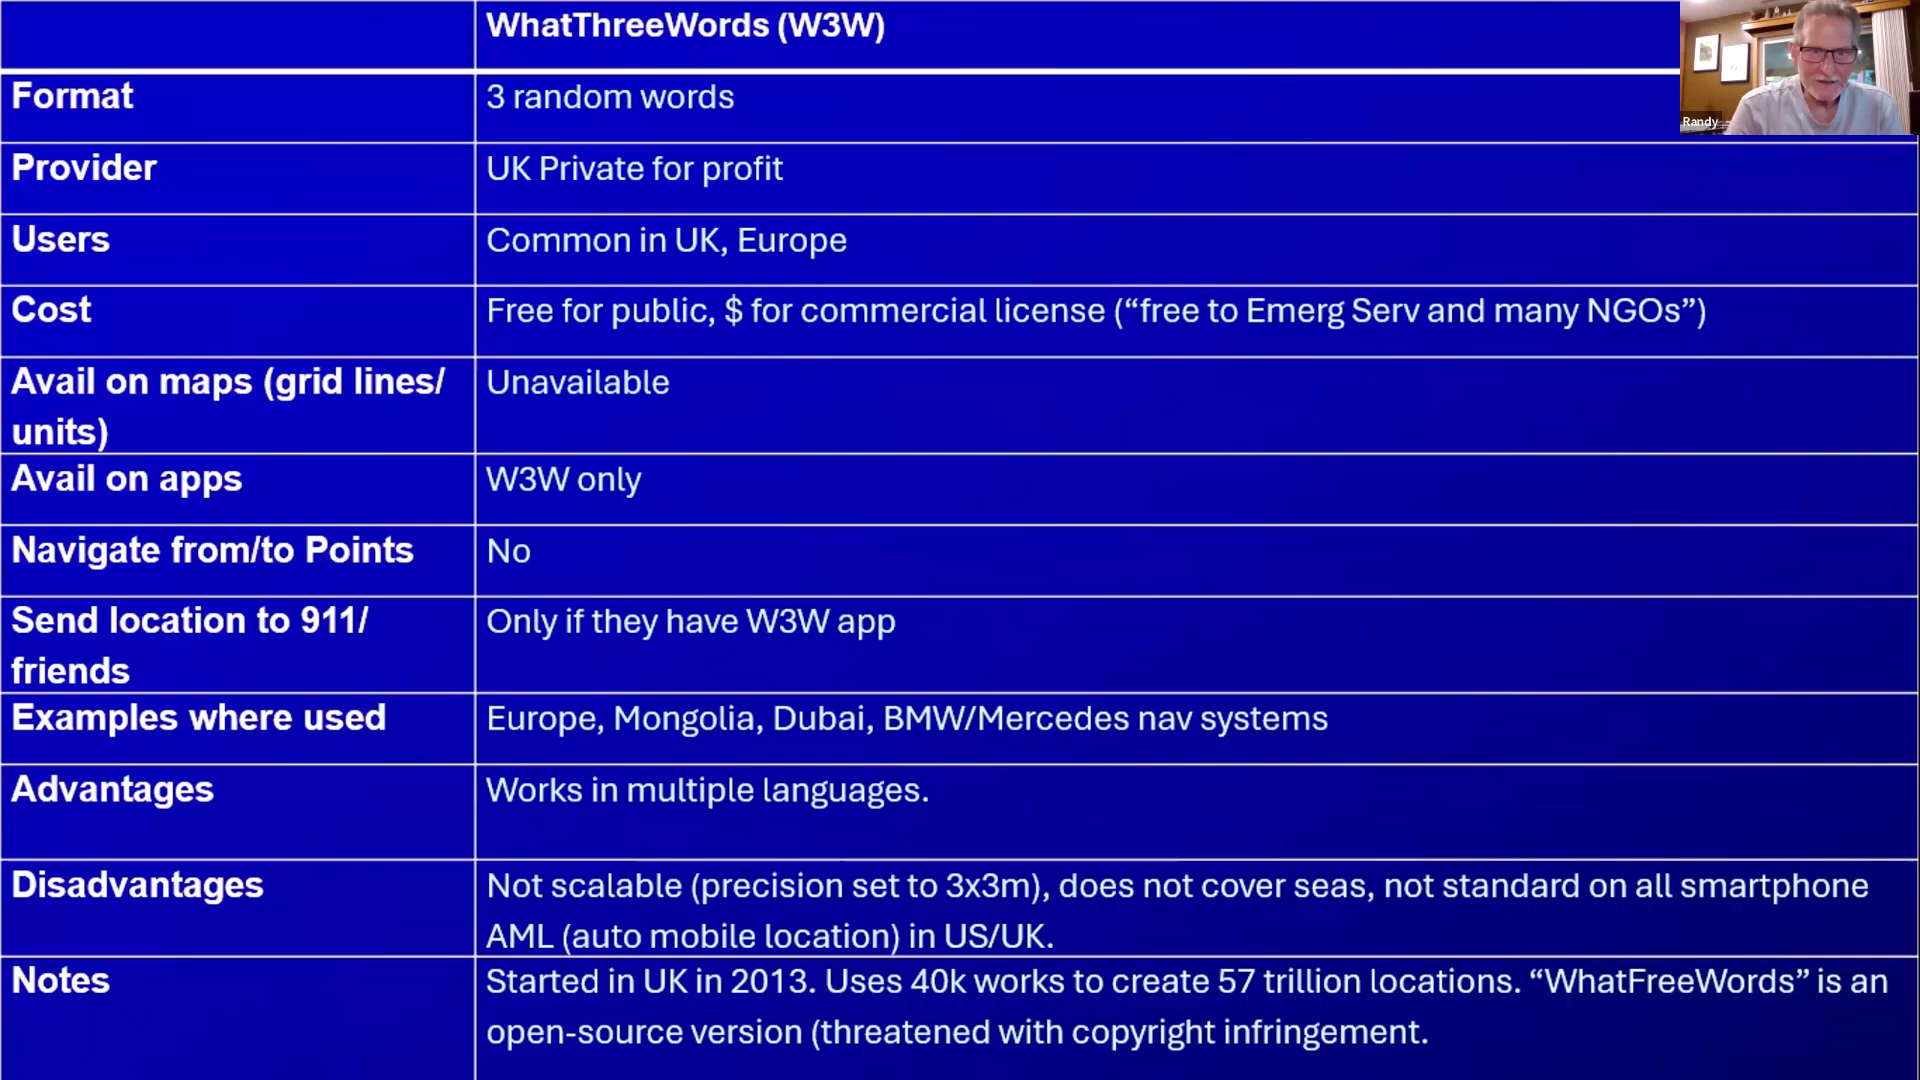 WhatThreeWords (W3W)
Randy
Format
3 random words
Provider
UK Private for profit
Users
Common in UK, Europe
Cost
Free for public, $ for commercial license (“free to Emerg Serv and many NGOs”)
Avail on maps (grid lines/
units)
Unavailable
Avail on apps
W3W only
Navigate from/to Points
No
Send location to 911/
friends
Only if they have W3W app
Examples where used
Europe, Mongolia, Dubai, BMW/Mercedes nav systems
Advantages
Works in multiple languages.
Disadvantages
Not scalable (precision set to 3x3m), does not cover seas, not standard on all smartphone
AML (auto mobile location) in US/UK.
Notes
Started in UK in 2013. Uses 40k works to create 57 trillion locations. “WhatFreeWords” is an
open-source version (threatened with copyright infringement.